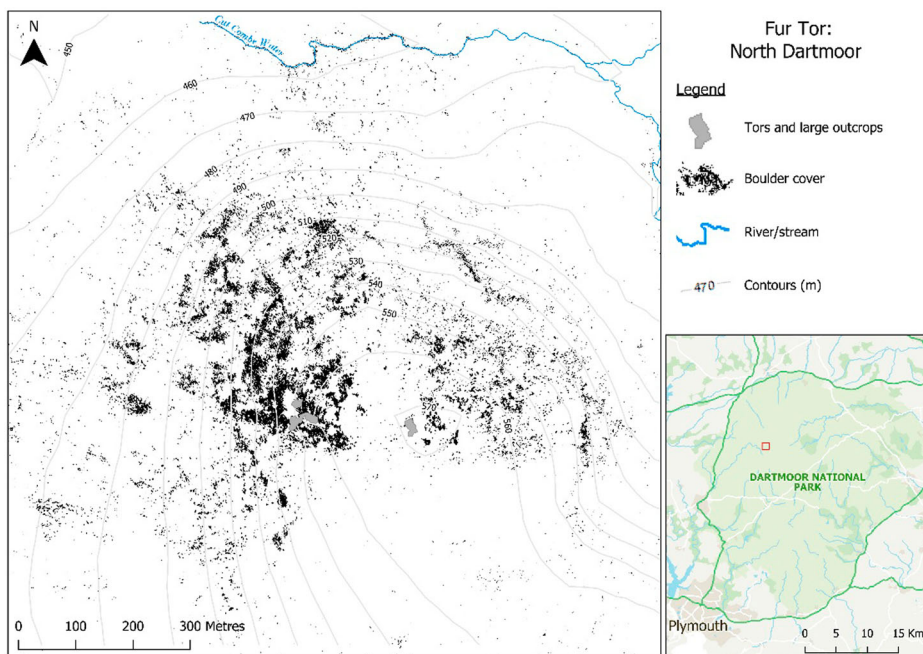 N
Cut Combe Water
450
460
470
480
490
500
510
520
530
540
550
570
560
0 100 200 300 Metres
Fur Tor:
North Dartmoor
Legend
Tors and large outcrops
Boulder cover
River/stream
470
Contours (m)
DARTMOOR NATIONAL
PARK
Plymouth
0 5 10 15 Km